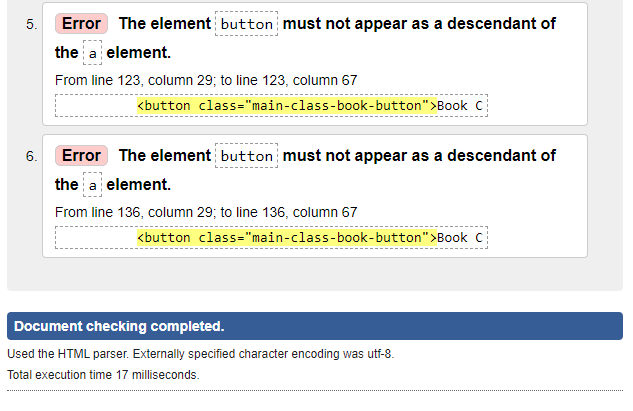 5. Error The element button must not appear as a descendant of
the a element.
From line 123, column 29; to line 123, column 67
<button class="main-class-book-button">Book C
6. Error The element button must not appear as a descendant of
the a element.
From line 136, column 29; to line 136, column 67
<button class="main-class-book-button">Book C
Document checking completed.
Used the HTML parser. Externally specified character encoding was utf-8.
Total execution time 17 milliseconds.